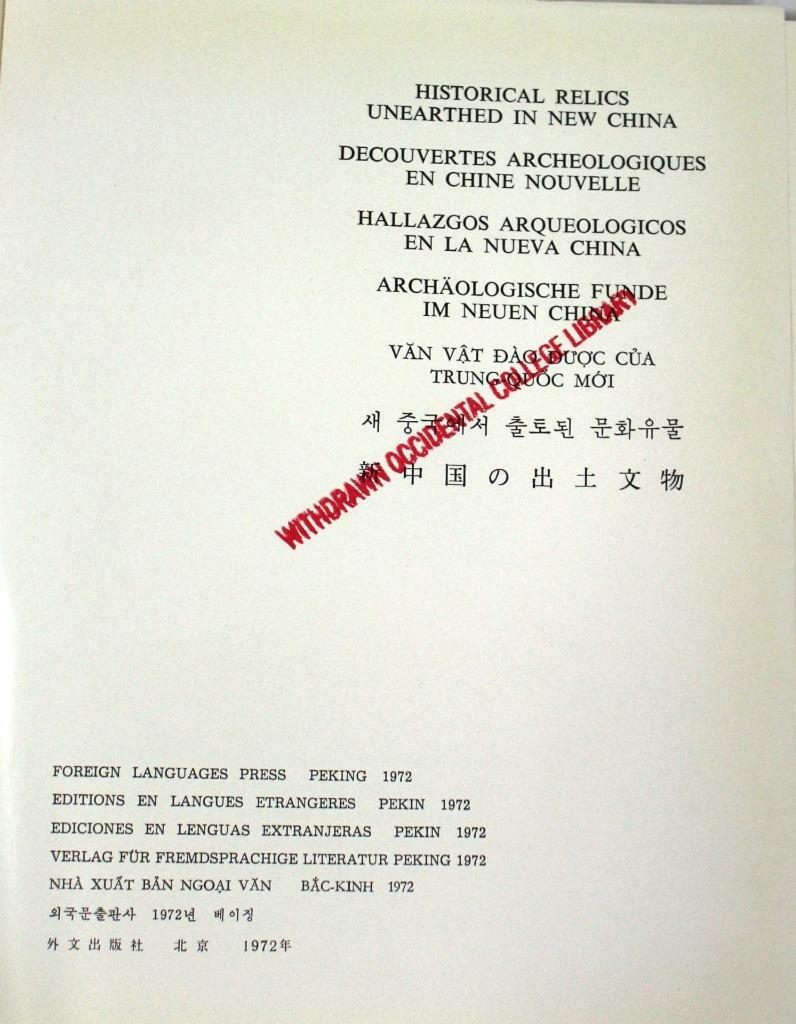 HISTORICAL RELICS
UNEARTHED IN NEW CHINA
DECOUVERTES ARCHEOLOGIQUES
EN CHINE NOUVELLE
HALLAZGOS ARQUEOLOGICOS
EN LA NUEVA CHINA
ARCHÄOLOGISCHE FUNDE
IM NEUEN CHINA
VĂN VẬT ĐÀO ĐƯỢC CỦA
TRUNG-QUỐC MỚI
새 중국에서 출토된 문화유물
新中国の出土文物
WITHDRAWN OCCIDENTAL COLLEGE LIBRARY
FOREIGN LANGUAGES PRESS PEKING 1972
EDITIONS EN LANGUES ETRANGERES PEKIN 1972
EDICIONES EN LENGUAS EXTRANJERAS PEKIN 1972
VERLAG FÜR FREMDSPRACHIGE LITERATUR PEKING 1972
NHÀ XUẤT BẢN NGOẠI VĂN BẮC-KINH 1972
외국문출판사 1972년 베이징
外文出版社 北京 1972年